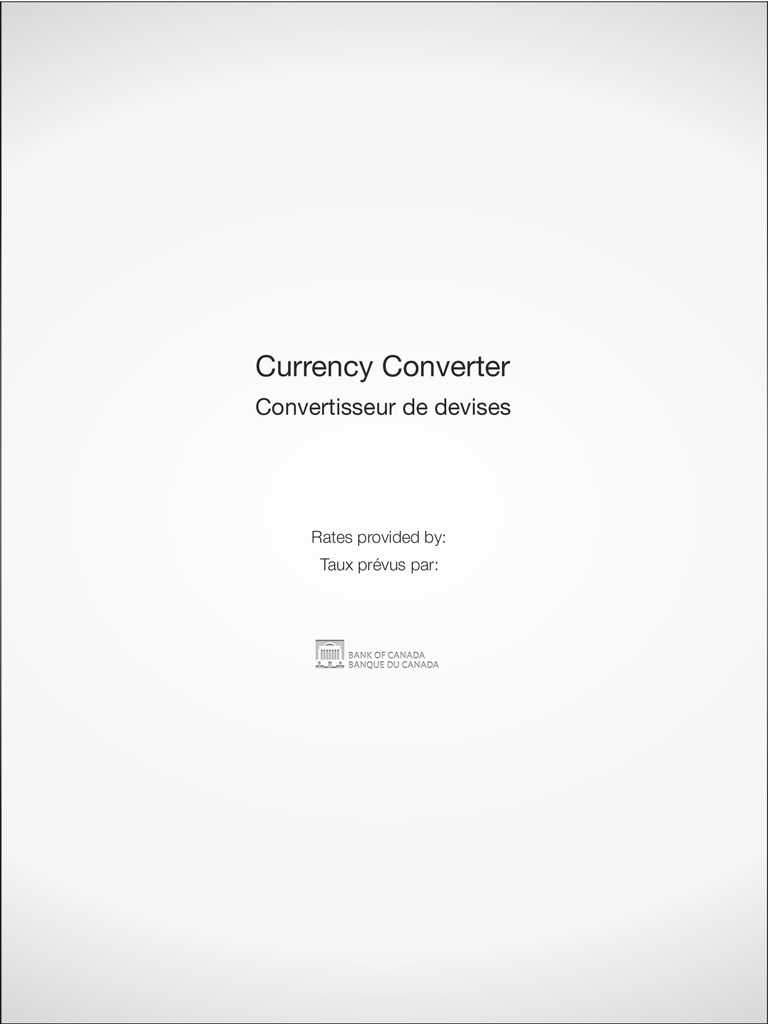 Currency Converter
Convertisseur de devises
Rates provided by:
Taux prévus par:
BANK OF CANADA
BANQUE DU CANADA